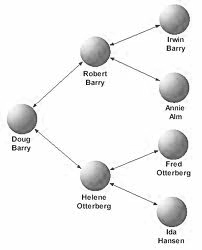 Irwin
Barry
Robert
Barry
Annie
Alm
Doug
Barry
Fred
Otterberg
Helene
Otterberg
Ida
Hansen